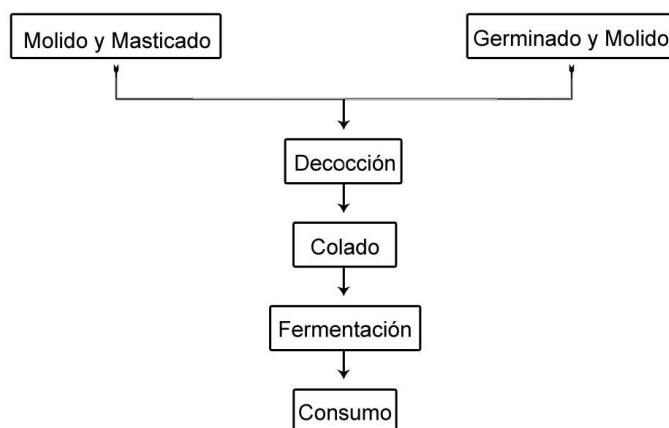 Molido y Masticado
Germinado y Molido
Decocción
Colado
Fermentación
Consumo